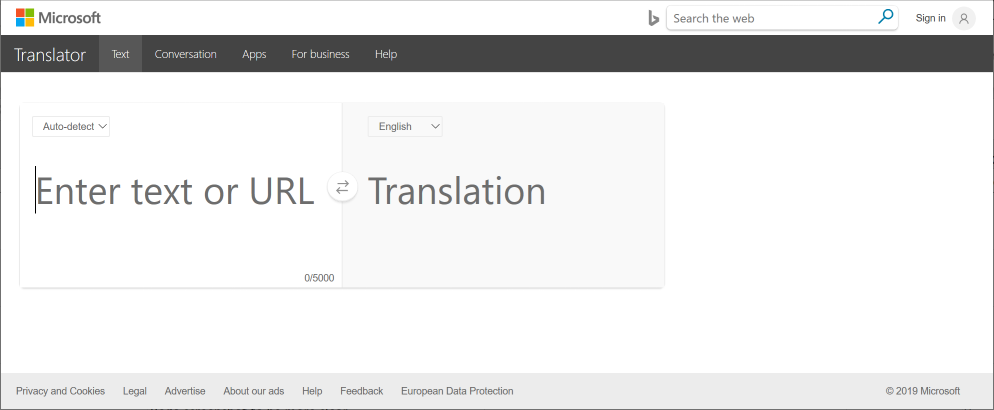 Microsoft
Search the web
Sign in
Translator Text Conversation Apps For business Help
Auto-detect
English
Enter text or URL
Translation
0/5000
Privacy and Cookies Legal Advertise About our ads Help Feedback European Data Protection © 2019 Microsoft